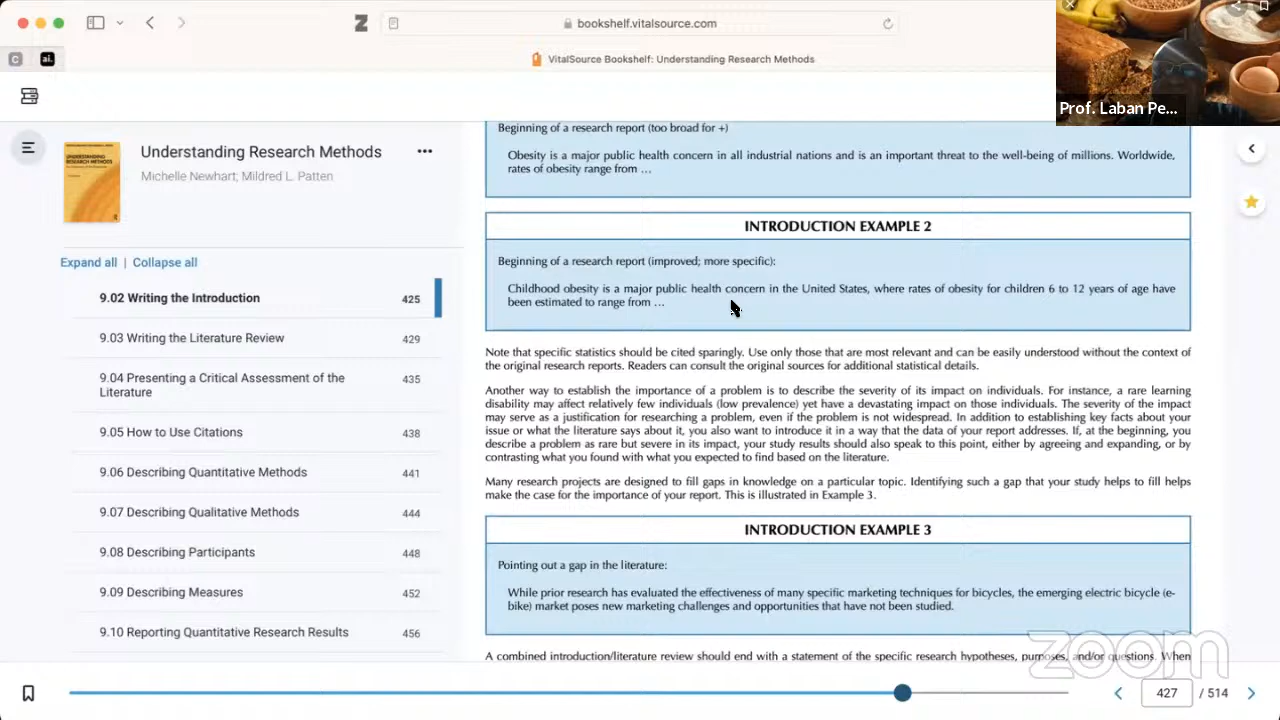 bookshelf.vitalsource.com
C
ai.
VitalSource Bookshelf: Understanding Research Methods
Prof. Laban Pe...
Understanding Research Methods
Michelle Newhart; Mildred L. Patten
UNDERSTANDING
RESEARCH METHODS
Expand all | Collapse all
9.02 Writing the Introduction 425
9.03 Writing the Literature Review 429
9.04 Presenting a Critical Assessment of the 435
Literature
9.05 How to Use Citations 438
9.06 Describing Quantitative Methods 441
9.07 Describing Qualitative Methods 444
9.08 Describing Participants 448
9.09 Describing Measures 452
9.10 Reporting Quantitative Research Results 456
Beginning of a research report (too broad for +)
Obesity is a major public health concern in all industrial nations and is an important threat to the well-being of millions. Worldwide,
rates of obesity range from …
INTRODUCTION EXAMPLE 2
Beginning of a research report (improved; more specific):
Childhood obesity is a major public health concern in the United States, where rates of obesity for children 6 to 12 years of age have
been estimated to range from …
Note that specific statistics should be cited sparingly. Use only those that are most relevant and can be easily understood without the context of
the original research reports. Readers can consult the original sources for additional statistical details.
Another way to establish the importance of a problem is to describe the severity of its impact on individuals. For instance, a rare learning
disability may affect relatively few individuals (low prevalence) yet have a devastating impact on those individuals. The severity of the impact
may serve as a justification for researching a problem, even if the problem is not widespread. In addition to establishing key facts about your
issue or what the literature says about it, you also want to introduce it in a way that the data of your report addresses. If, at the beginning, you
describe a problem as rare but severe in its impact, your study results should also speak to this point, either by agreeing and expanding, or by
contrasting what you found with what you expected to find based on the literature.
Many research projects are designed to fill gaps in knowledge on a particular topic. Identifying such a gap that your study helps to fill helps
make the case for the importance of your report. This is illustrated in Example 3.
INTRODUCTION EXAMPLE 3
Pointing out a gap in the literature:
While prior research has evaluated the effectiveness of many specific marketing techniques for bicycles, the emerging electric bicycle (e-
bike) market poses new marketing challenges and opportunities that have not been studied.
A combined introduction/literature review should end with a statement of the specific research hypotheses, purposes, and/or questions. When
zoom
427 / 514